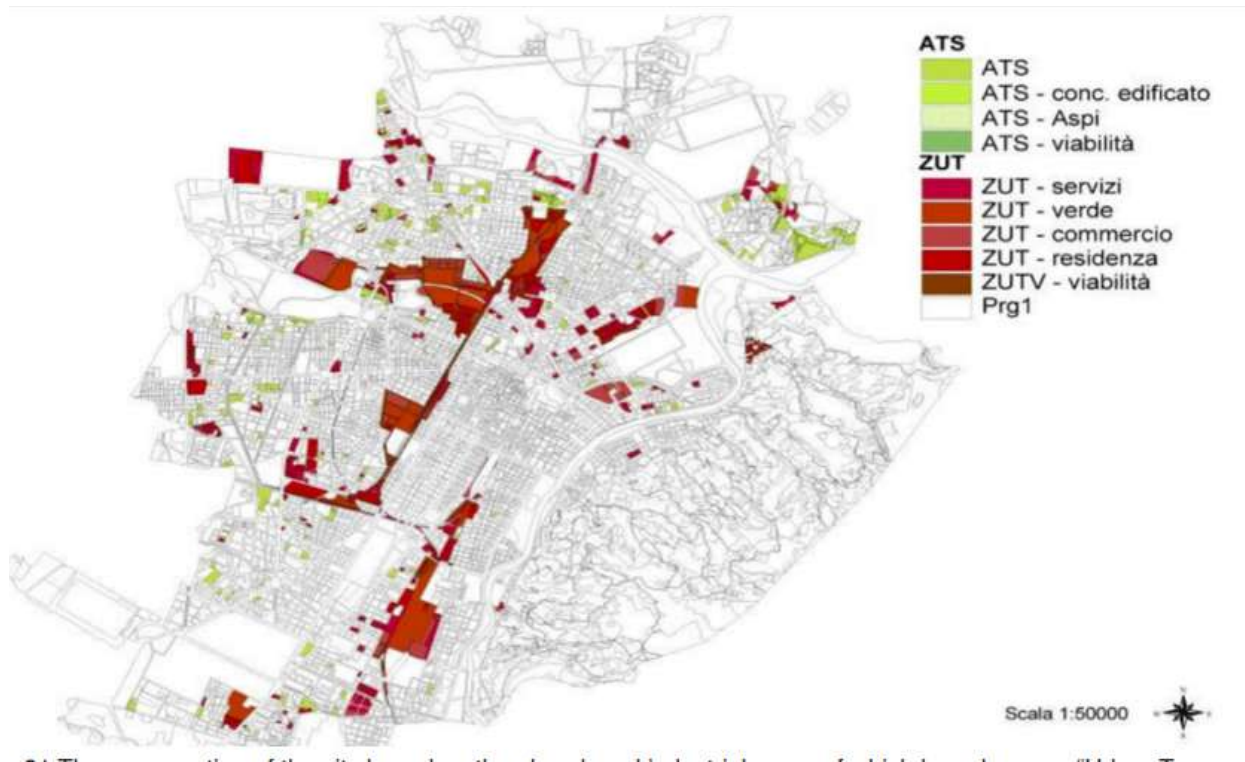 ATS
ATS
ATS - conc. edificato
ATS - Aspi
ATS - viabilità
ZUT
ZUT - servizi
ZUT - verde
ZUT - commercio
ZUT - residenza
ZUTV - viabilità
Prg1
Scala 1:50000